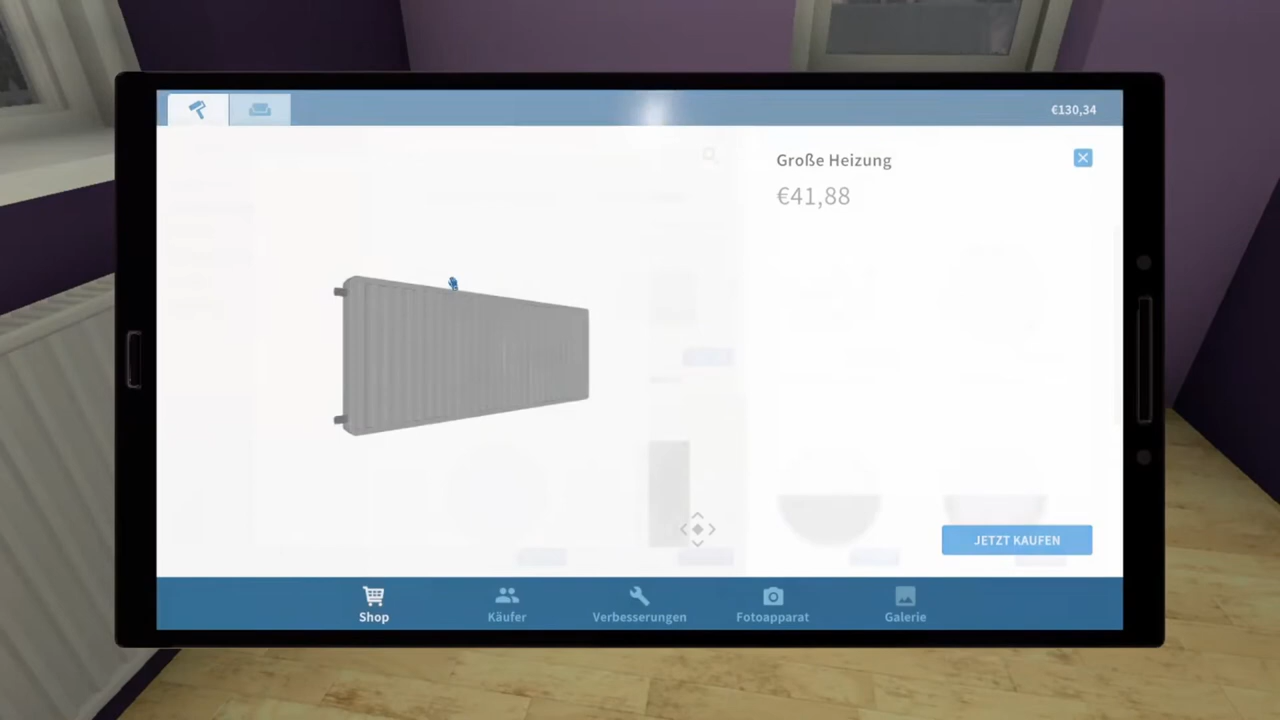 €130,34
Große Heizung
€41,88
JETZT KAUFEN
Shop
Käufer
Verbesserungen
Fotoapparat
Galerie